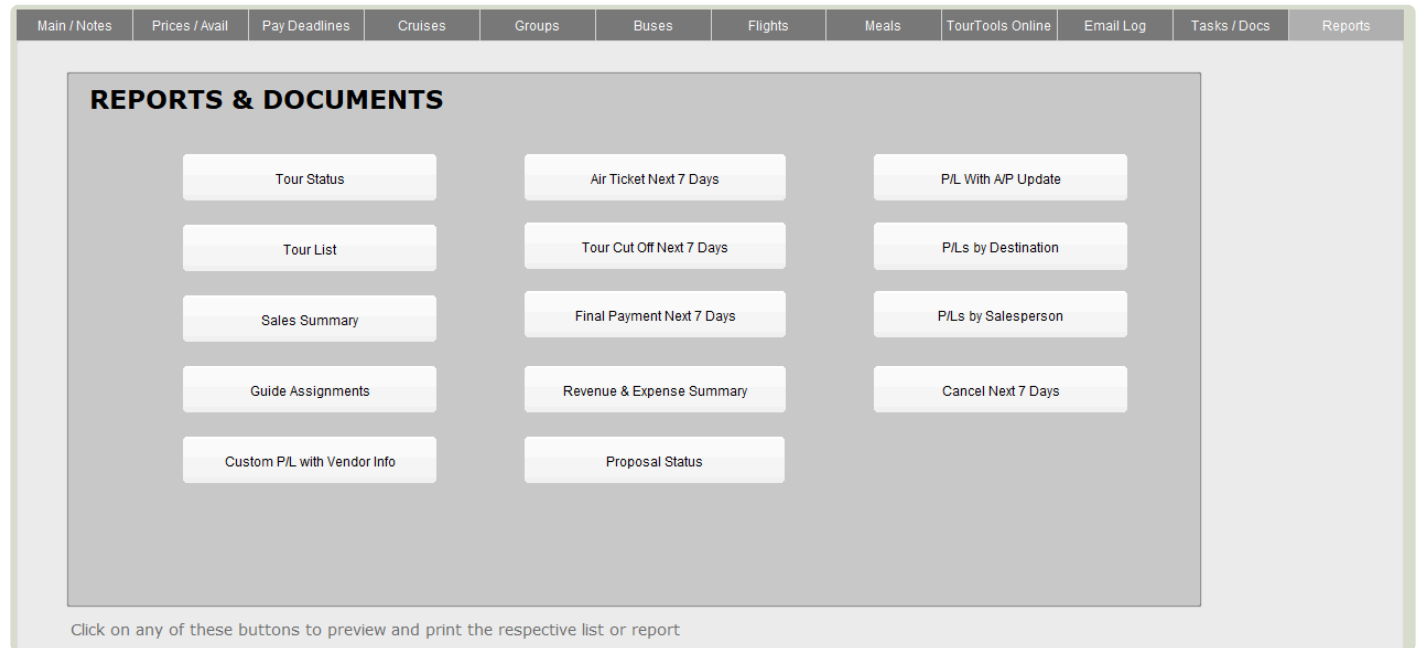 Main / Notes Prices / Avail Pay Deadlines Cruises Groups Buses Flights Meals TourTools Online Email Log Tasks / Docs Reports
REPORTS & DOCUMENTS
Tour Status Air Ticket Next 7 Days P/L With A/P Update
Tour List Tour Cut Off Next 7 Days P/Ls by Destination
Sales Summary Final Payment Next 7 Days P/Ls by Salesperson
Guide Assignments Revenue & Expense Summary Cancel Next 7 Days
Custom P/L with Vendor Info Proposal Status
Click on any of these buttons to preview and print the respective list or report